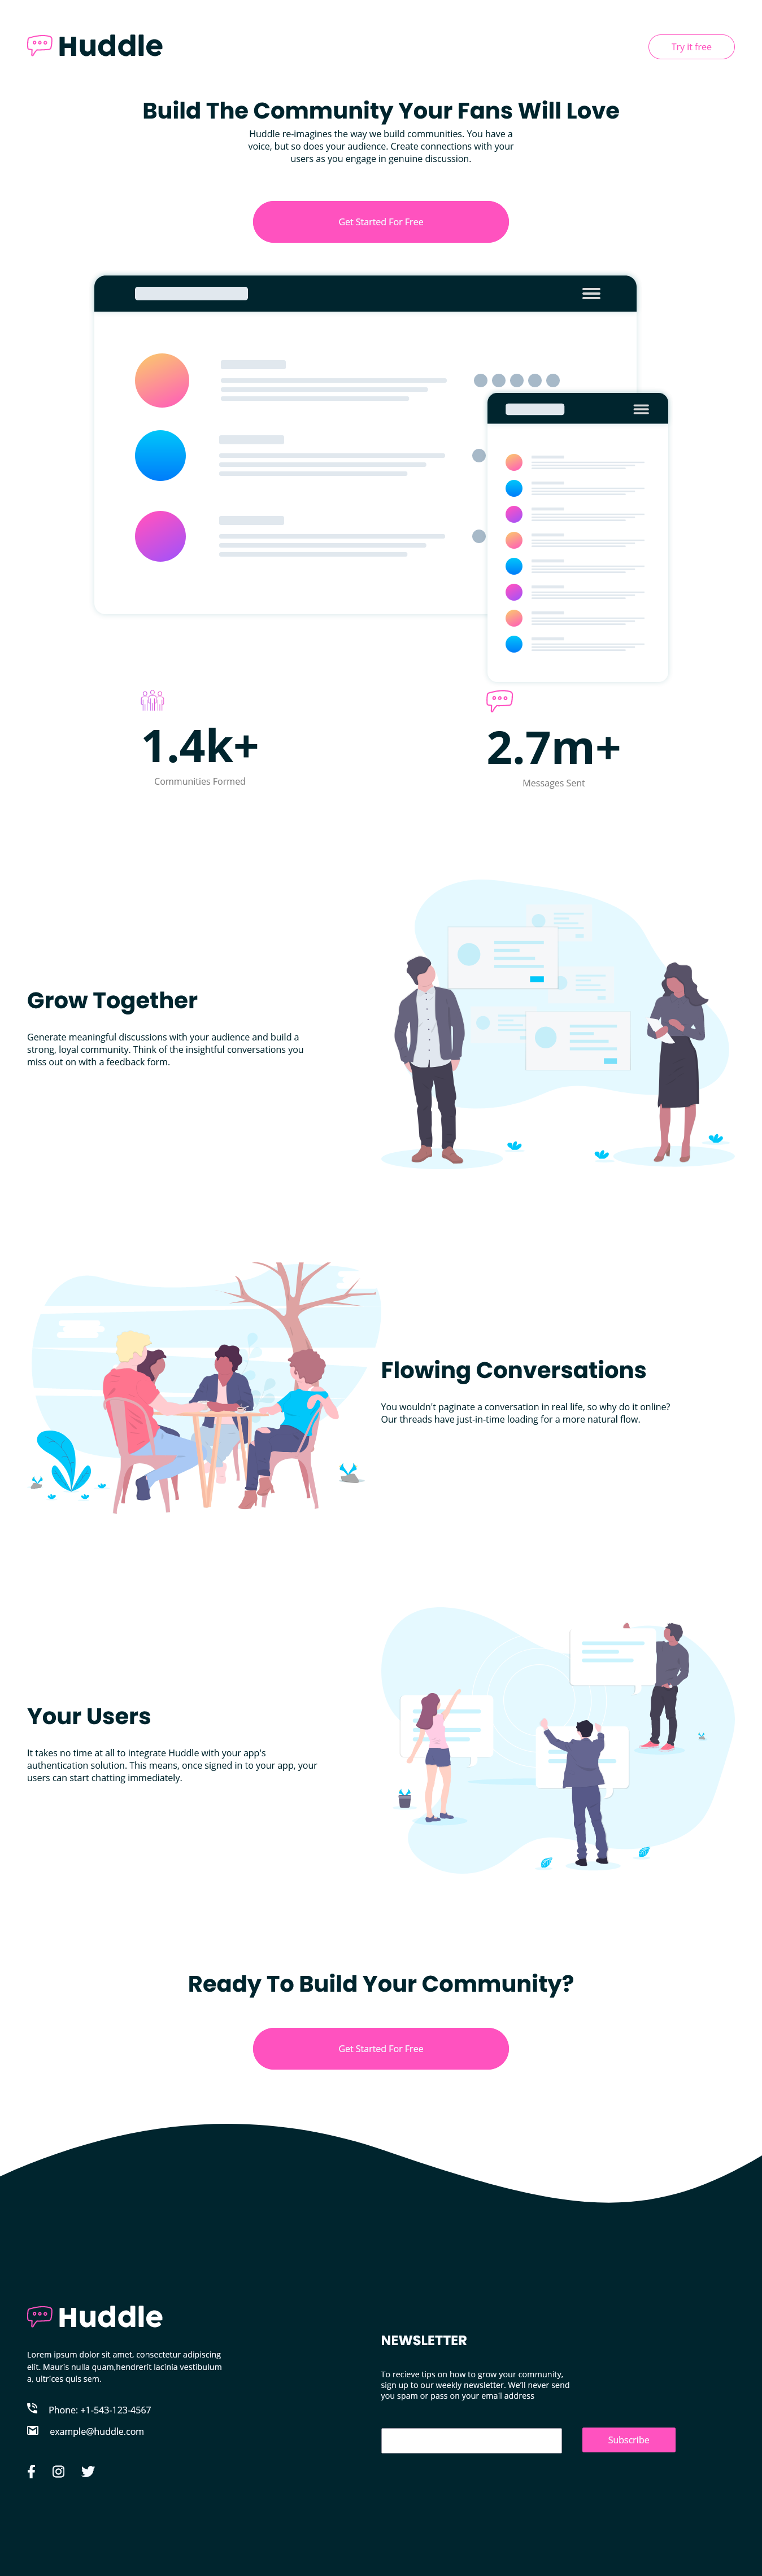 Huddle
Try it free
Build The Community Your Fans Will Love
Huddle re-imagines the way we build communities. You have a
voice, but so does your audience. Create connections with your
users as you engage in genuine discussion.
Get Started For Free
1.4k+
Communities Formed
2.7m+
Messages Sent
Grow Together
Generate meaningful discussions with your audience and build a
strong, loyal community. Think of the insightful conversations you
miss out on with a feedback form.
Flowing Conversations
You wouldn't paginate a conversation in real life, so why do it online?
Our threads have just-in-time loading for a more natural flow.
Your Users
It takes no time at all to integrate Huddle with your app's
authentication solution. This means, once signed in to your app, your
users can start chatting immediately.
Ready To Build Your Community?
Get Started For Free
Huddle
Lorem ipsum dolor sit amet, consectetur adipiscing
elit. Mauris nulla quam,hendrerit lacinia vestibulum
a, ultrices quis sem.
Phone: +1-543-123-4567
example@huddle.com
NEWSLETTER
To recieve tips on how to grow your community,
sign up to our weekly newsletter. We'll never send
you spam or pass on your email address
Subscribe